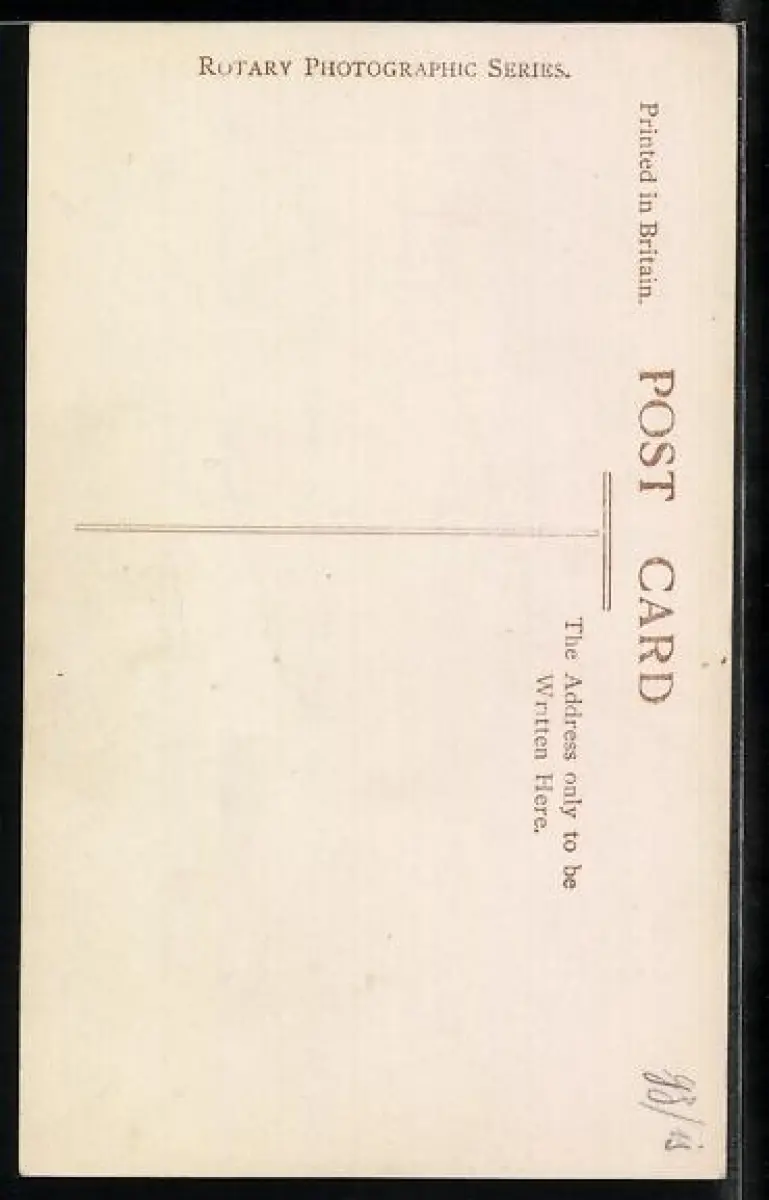 ROTARY PHOTOGRAPHIC SERIES.
Printed in Britain.
POST CARD
The Address only to be
Written Here.